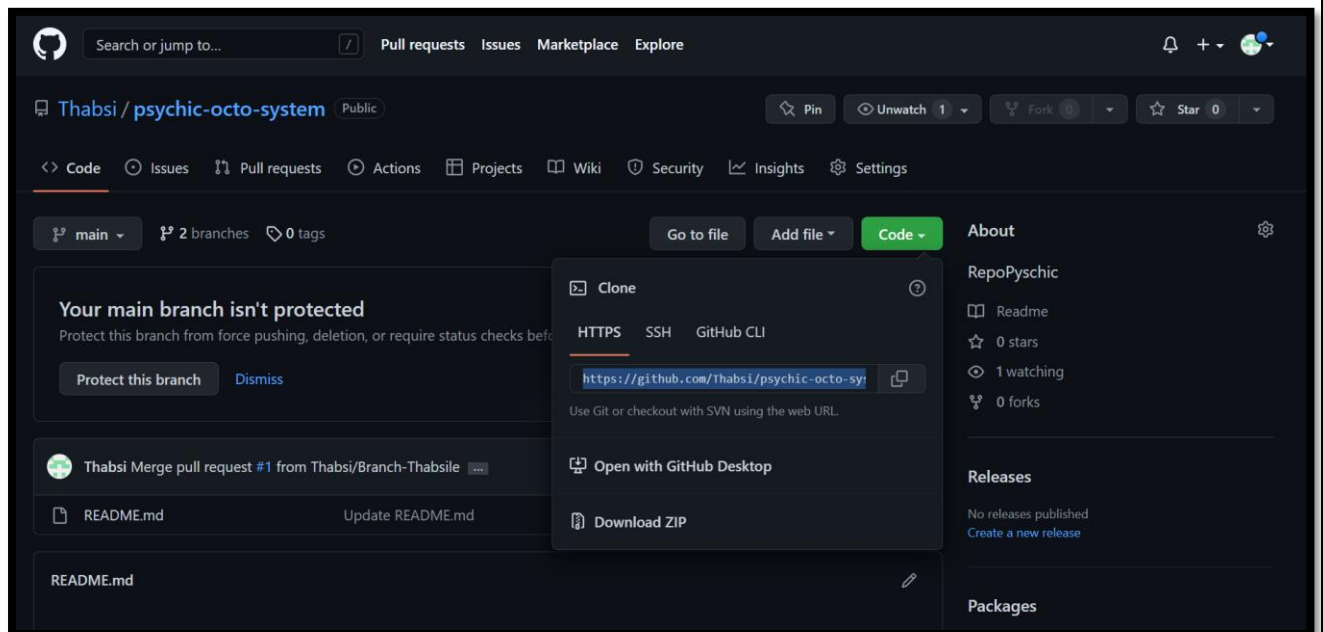 Search or jump to... / Pull requests Issues Marketplace Explore
Thabsi / psychic-octo-system Public Pin Unwatch 1 Fork 0 Star 0
Code Issues Pull requests Actions Projects Wiki Security Insights Settings
main 2 branches 0 tags Go to file Add file Code
Your main branch isn't protected
Protect this branch from force pushing, deletion, or require status checks
Protect this branch Dismiss
Thabsi Merge pull request #1 from Thabsi/Branch-Thabsile ...
README.md Update README.md
README.md
Clone
HTTPS SSH GitHub CLI
https://github.com/Thabsi/psychic-octo-sys
Use Git or checkout with SVN using the web URL.
Open with GitHub Desktop
Download ZIP
About
RepoPyschic
Readme
0 stars
1 watching
0 forks
Releases
No releases published
Create a new release
Packages